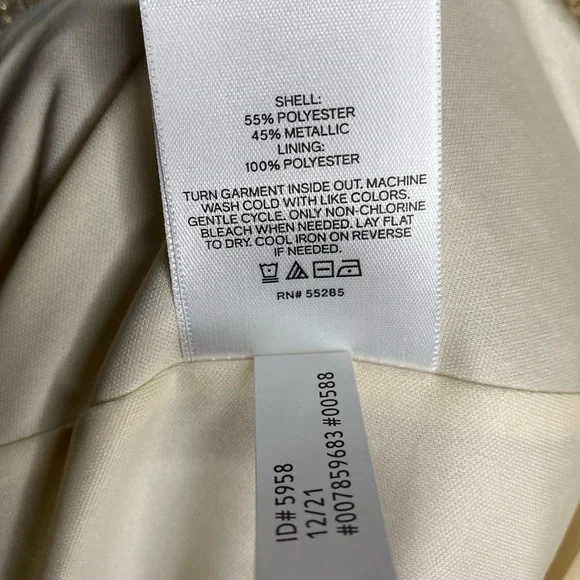 SHELL:
55% POLYESTER
45% METALLIC
LINING:
100% POLYESTER
TURN GARMENT INSIDE OUT. MACHINE
WASH COLD WITH LIKE COLORS.
GENTLE CYCLE. ONLY NON-CHLORINE
BLEACH WHEN NEEDED. LAY FLAT
TO DRY. COOL IRON ON REVERSE
IF NEEDED.
RN# 55285
ID# 5958
12/21
#007859683 #00588